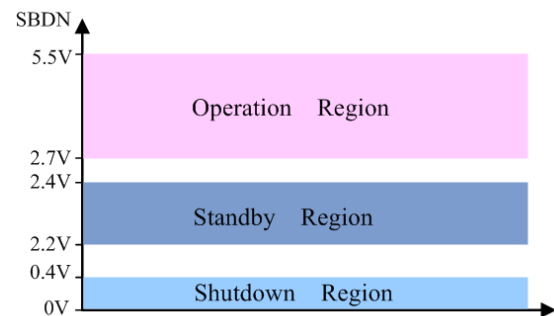 SBDN
5.5V
Operation Region
2.7V
2.4V
Standby Region
2.2V
0.4V
Shutdown Region
0V